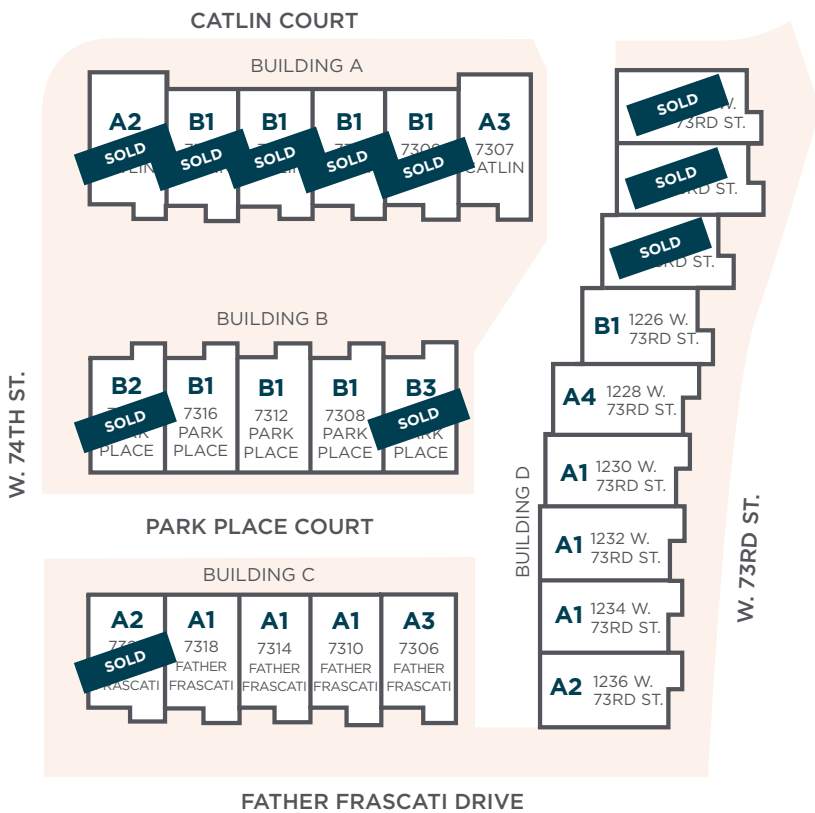 CATLIN COURT
BUILDING A
A2
SOLD
B1
SOLD
B1
SOLD
B1
SOLD
B1
SOLD
A3
7307
CATLIN
BUILDING B
B2
SOLD
PLACE
B1
7316
PARK
PLACE
B1
7312
PARK
PLACE
B1
7308
PARK
PLACE
B3
SOLD
PLACE
PARK PLACE COURT
BUILDING C
A2
SOLD
A1
7318
FATHER
FRASCATI
A1
7314
FATHER
FRASCATI
A1
7310
FATHER
FRASCATI
A3
7306
FATHER
FRASCATI
SOLD
W.
73RD ST.
SOLD
ST.
SOLD
ST.
B1 1226 W.
73RD ST.
A4 1228 W.
73RD ST.
A1 1230 W.
73RD ST.
A1 1232 W.
73RD ST.
A1 1234 W.
73RD ST.
A2 1236 W.
73RD ST.
BUILDING D
W. 74TH ST.
W. 73RD ST.
FATHER FRASCATI DRIVE